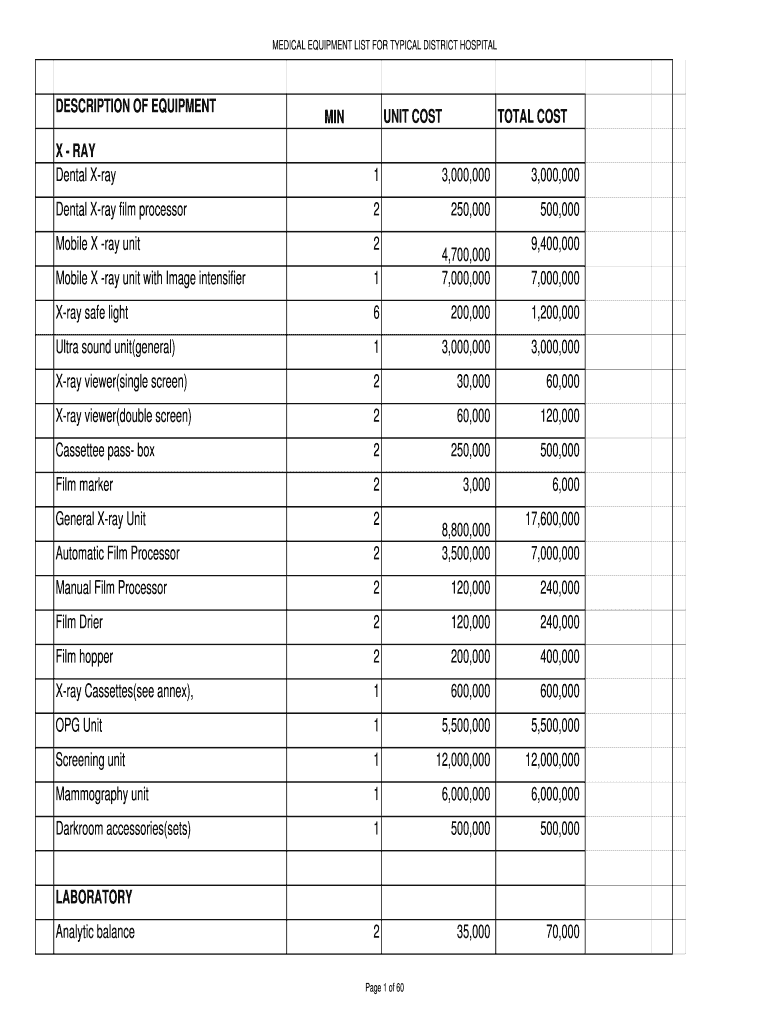 MEDICAL EQUIPMENT LIST FOR TYPICAL DISTRICT HOSPITAL
DESCRIPTION OF EQUIPMENT MIN UNIT COST TOTAL COST
X - RAY
Dental X-ray 1 3,000,000 3,000,000
Dental X-ray film processor 2 250,000 500,000
Mobile X -ray unit 2 4,700,000 9,400,000
Mobile X -ray unit with Image intensifier 1 7,000,000 7,000,000
X-ray safe light 6 200,000 1,200,000
Ultra sound unit(general) 1 3,000,000 3,000,000
X-ray viewer(single screen) 2 30,000 60,000
X-ray viewer(double screen) 2 60,000 120,000
Cassettee pass- box 2 250,000 500,000
Film marker 2 3,000 6,000
General X-ray Unit 2 8,800,000 17,600,000
Automatic Film Processor 2 3,500,000 7,000,000
Manual Film Processor 2 120,000 240,000
Film Drier 2 120,000 240,000
Film hopper 2 200,000 400,000
X-ray Cassettes(see annex), 1 600,000 600,000
OPG Unit 1 5,500,000 5,500,000
Screening unit 1 12,000,000 12,000,000
Mammography unit 1 6,000,000 6,000,000
Darkroom accessories(sets) 1 500,000 500,000
LABORATORY
Analytic balance 2 35,000 70,000
Page 1 of 60